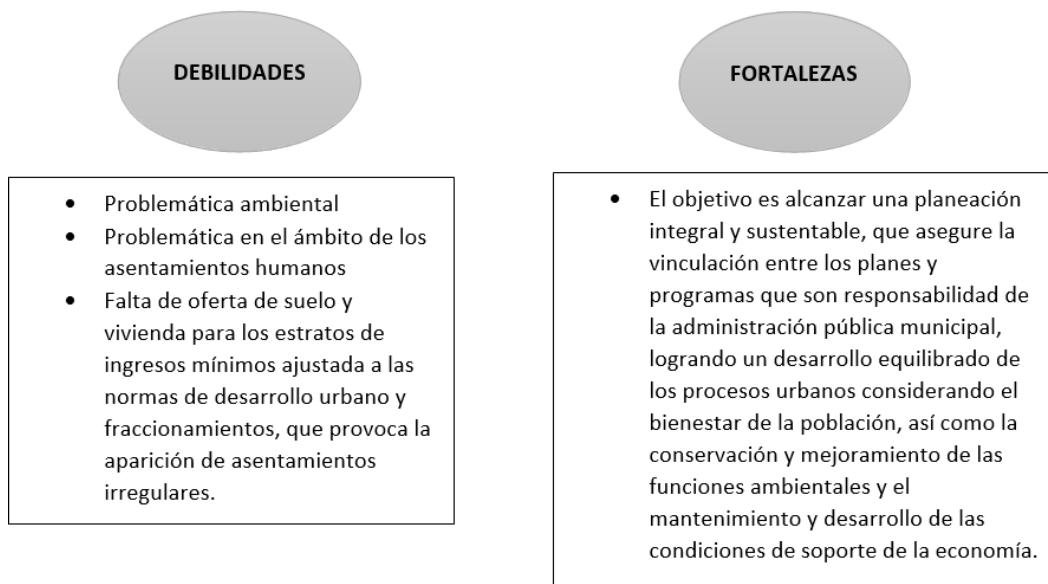 DEBILIDADES
• Problemática ambiental
• Problemática en el ámbito de los
asentamientos humanos
• Falta de oferta de suelo y
vivienda para los estratos de
ingresos mínimos ajustada a las
normas de desarrollo urbano y
fraccionamientos, que provoca la
aparición de asentamientos
irregulares.
FORTALEZAS
• El objetivo es alcanzar una planeación
integral y sustentable, que asegure la
vinculación entre los planes y
programas que son responsabilidad de
la administración pública municipal,
logrando un desarrollo equilibrado de
los procesos urbanos considerando el
bienestar de la población, así como la
conservación y mejoramiento de las
funciones ambientales y el
mantenimiento y desarrollo de las
condiciones de soporte de la economía.